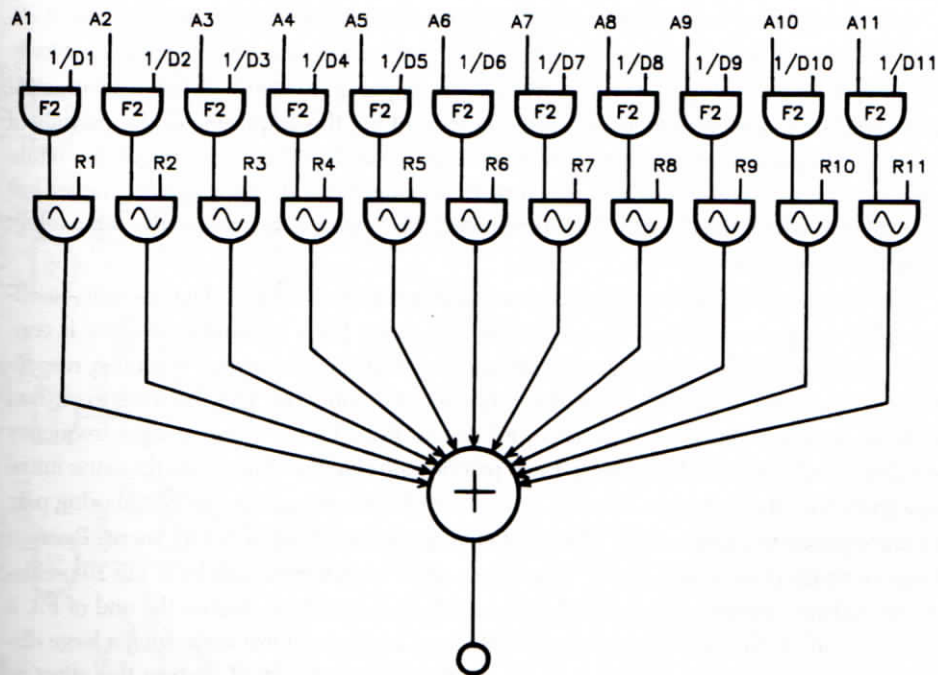 A1 A2 A3 A4 A5 A6 A7 A8 A9 A10 A11
1/D1 1/D2 1/D3 1/D4 1/D5 1/D6 1/D7 1/D8 1/D9 1/D10 1/D11
F2 F2 F2 F2 F2 F2 F2 F2 F2 F2 F2
R1 R2 R3 R4 R5 R6 R7 R8 R9 R10 R11
+